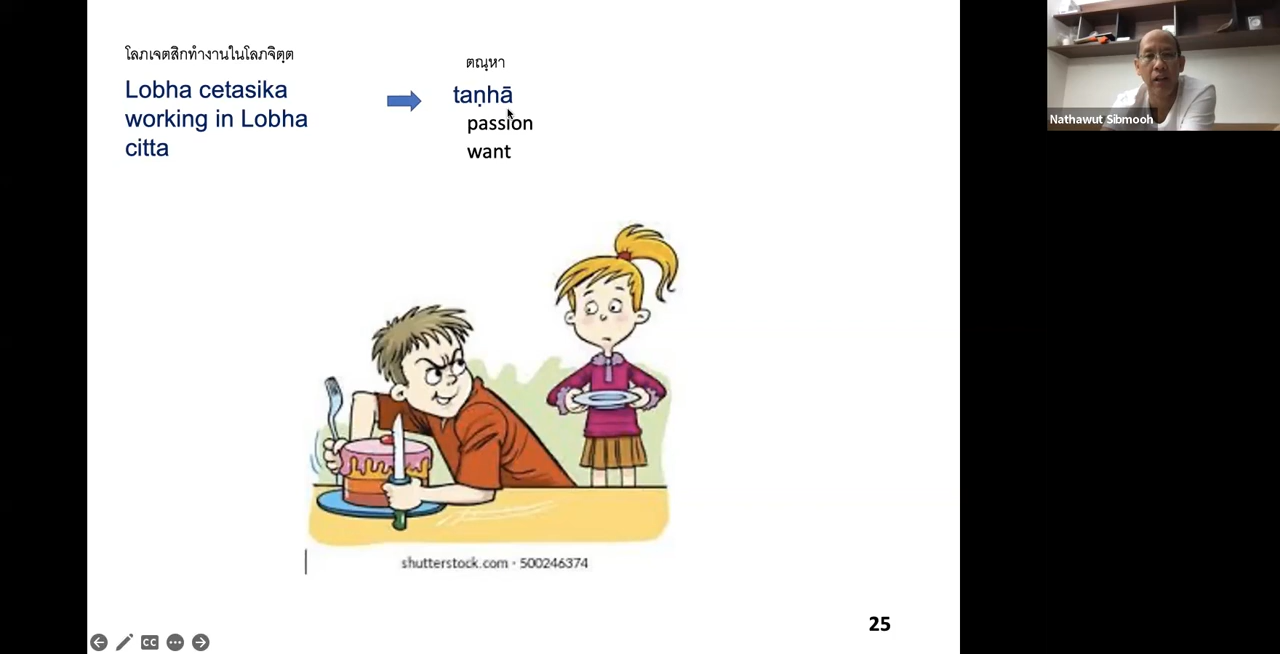 โลภเจตสิกทำงานในโลภจิตฺต
Lobha cetasika
working in Lobha
citta
ตณฺหา
taṇhā
passion
want
Nathawut Sibmooh
shutterstock.com · 500246374
25
CC